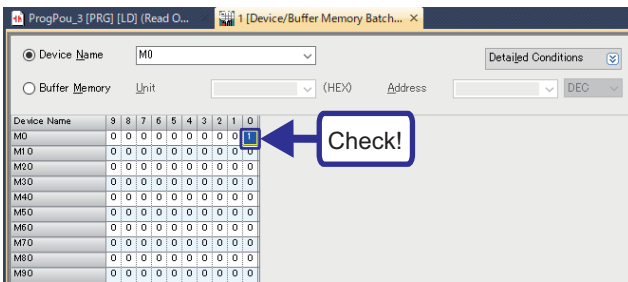 ProgPou_3 [PRG] [LD] (Read O... 1 [Device/Buffer Memory Batch... ×
Device Name M0 Detailed Conditions
Buffer Memory Unit (HEX) Address DEC
Device Name 9 8 7 6 5 4 3 2 1 0
M0 0 0 0 0 0 0 0 0 0 1
M10 0 0 0 0 0 0 0 0 0 0
M20 0 0 0 0 0 0 0 0 0 0
M30 0 0 0 0 0 0 0 0 0 0
M40 0 0 0 0 0 0 0 0 0 0
M50 0 0 0 0 0 0 0 0 0 0
M60 0 0 0 0 0 0 0 0 0 0
M70 0 0 0 0 0 0 0 0 0 0
M80 0 0 0 0 0 0 0 0 0 0
M90 0 0 0 0 0 0 0 0 0 0
Check!